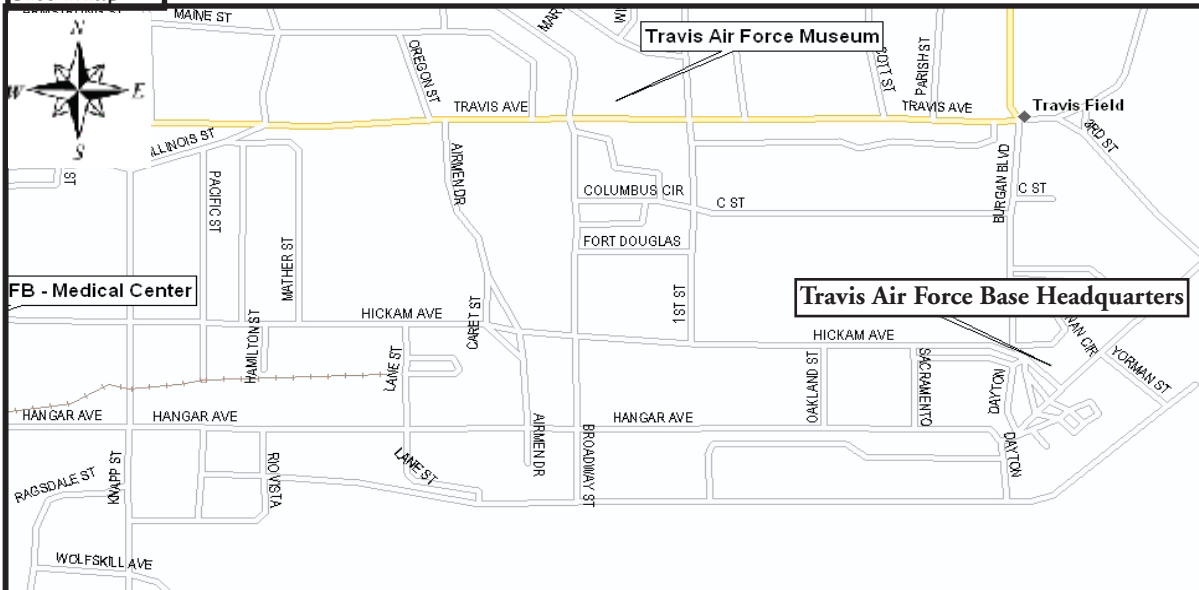 MAINE ST
N
W
E
S
Travis Air Force Museum
OREGON ST
PARISH ST
TRAVIS AVE
TRAVIS AVE
Travis Field
3RD ST
ILLINOIS ST
ST
PACIFIC ST
AIRMEN DR
COLUMBUS CIR
C ST
C ST
BURGAN BLVD
FORT DOUGLAS
MATHER ST
FB - Medical Center
Travis Air Force Base Headquarters
1ST ST
HICKAM AVE
HICKAM AVE
HAMILTON ST
CARET ST
LANE ST
OAKLAND ST
SACRAMENTO
DAYTON
YORMAN ST
HANGAR AVE
HANGAR AVE
HANGAR AVE
AIRMEN DR
BROADWAY ST
DAYTON
LANE ST
KNAPP ST
RIO VISTA
RAGSDALE ST
WOLFSKILL AVE